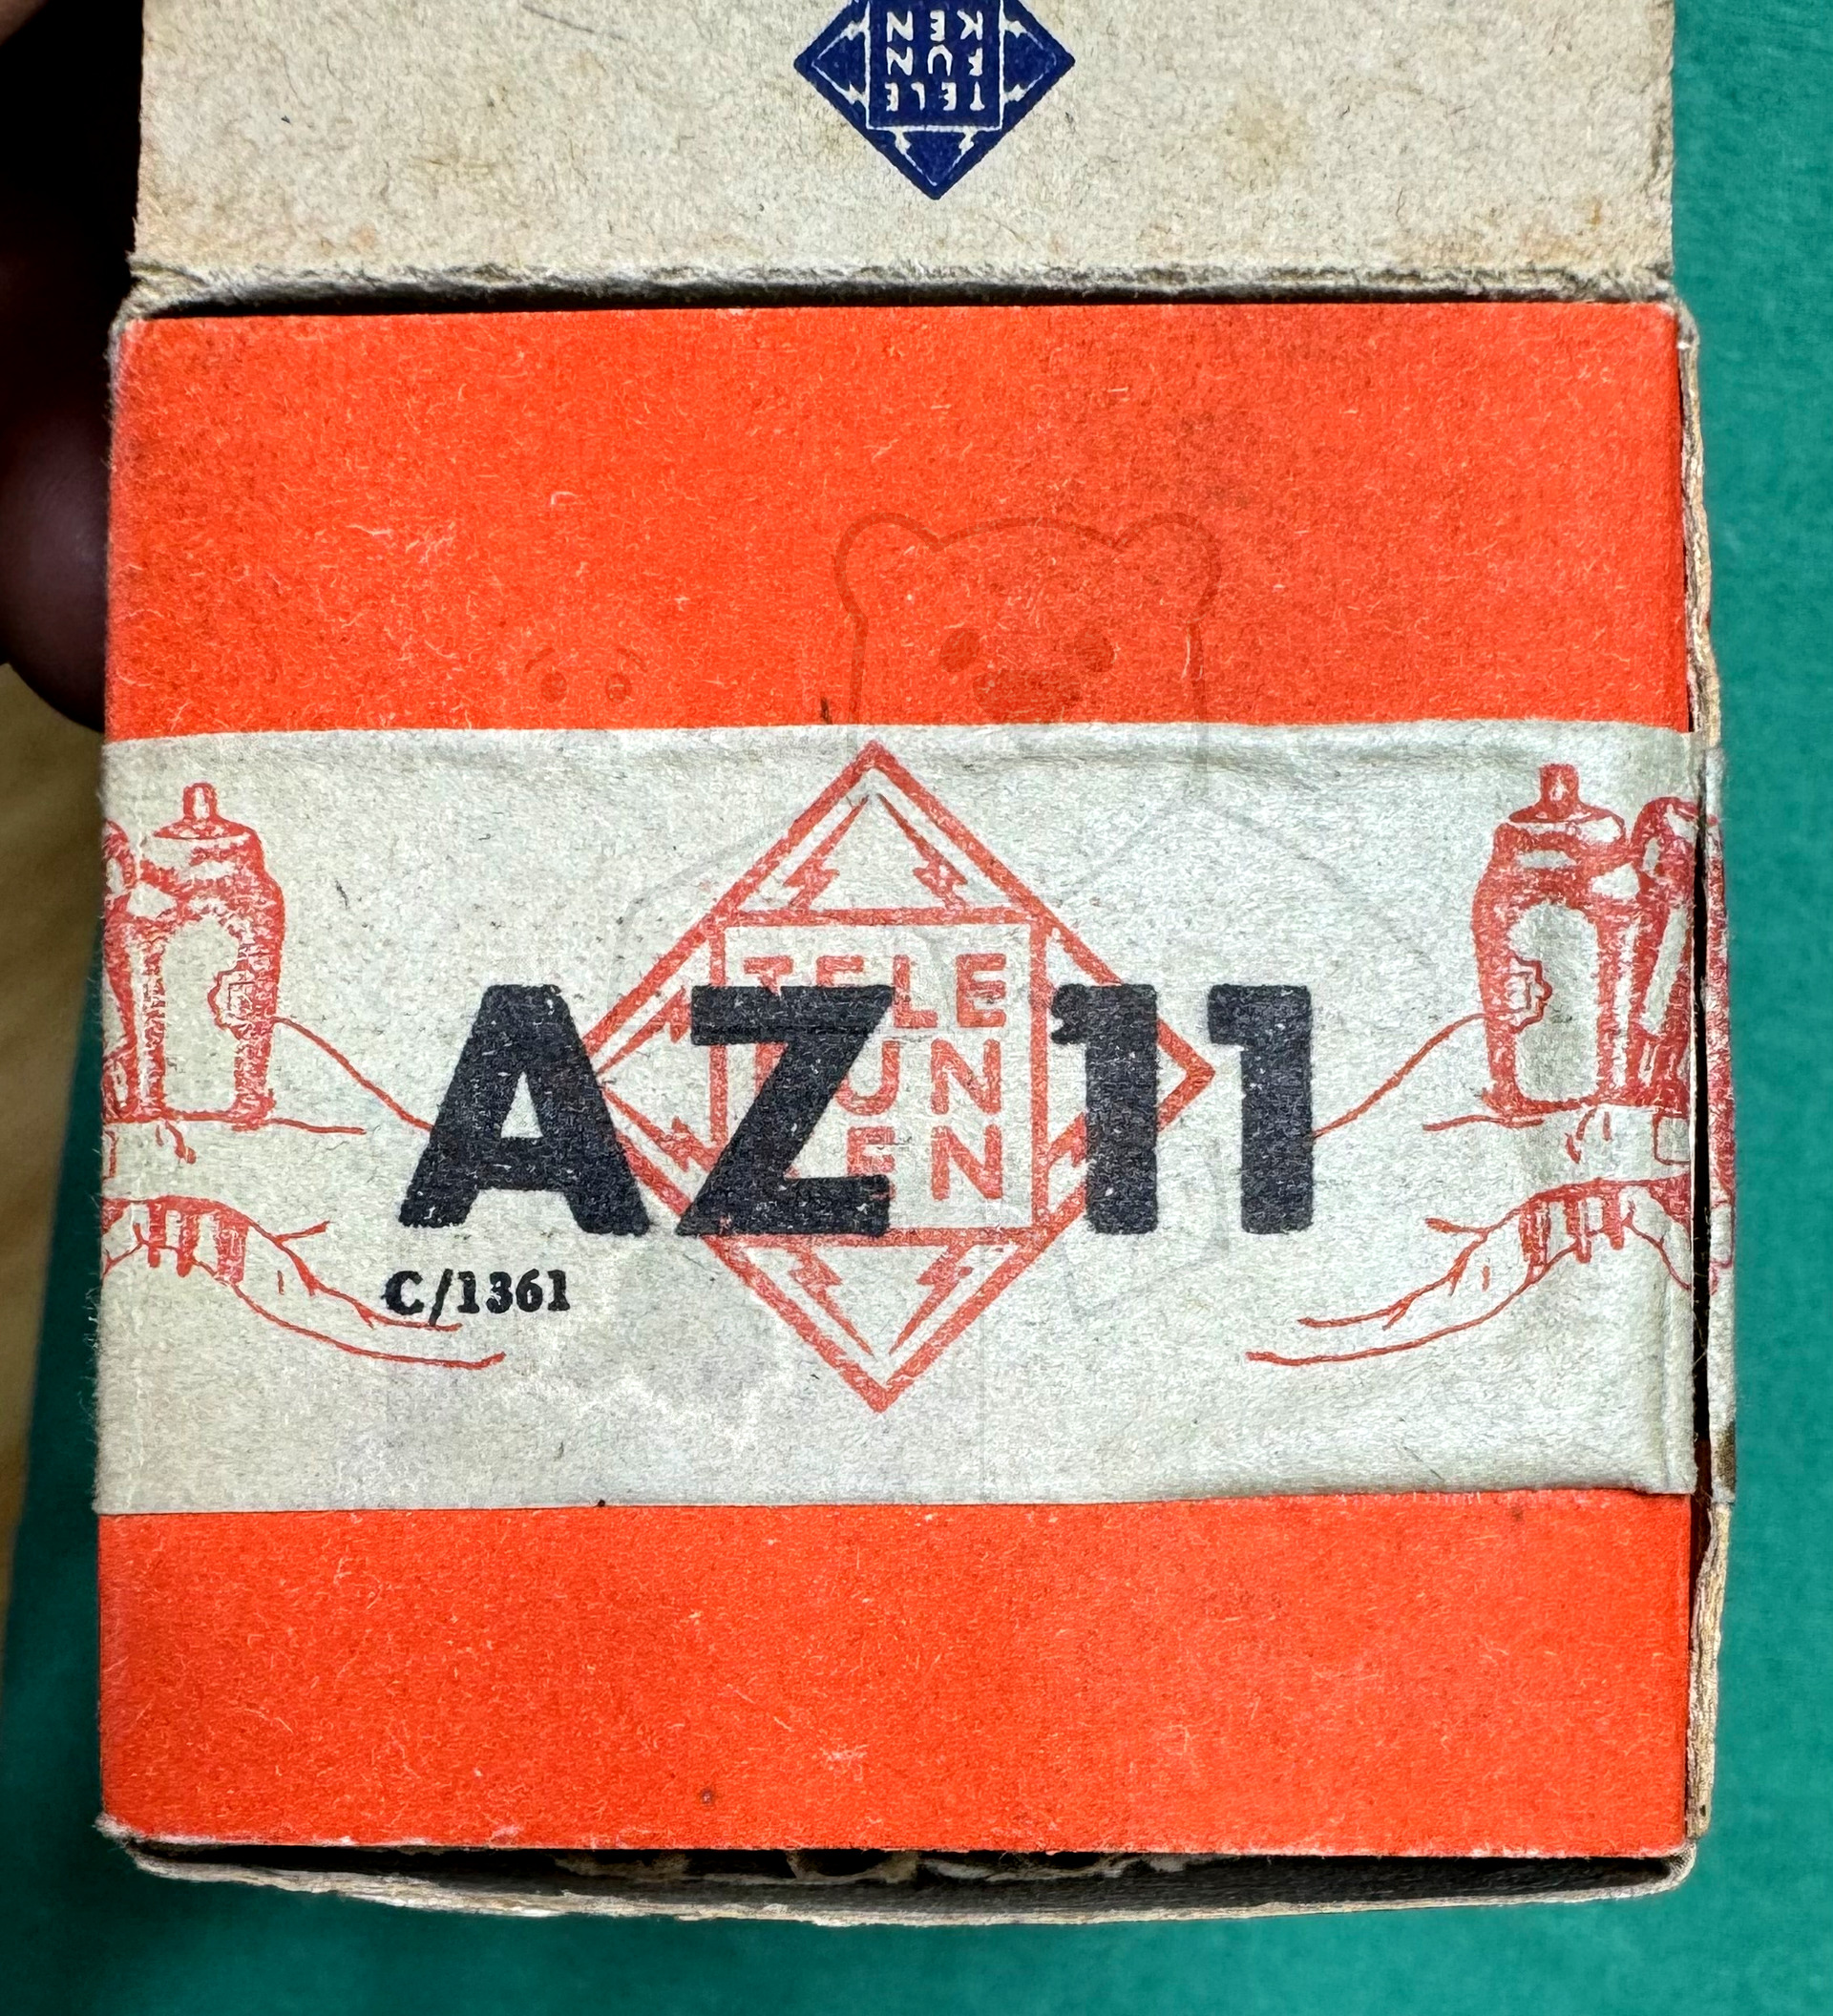 TELE
FUN
KEN
TELE
FUN
KEN
AZ 11
C/1361